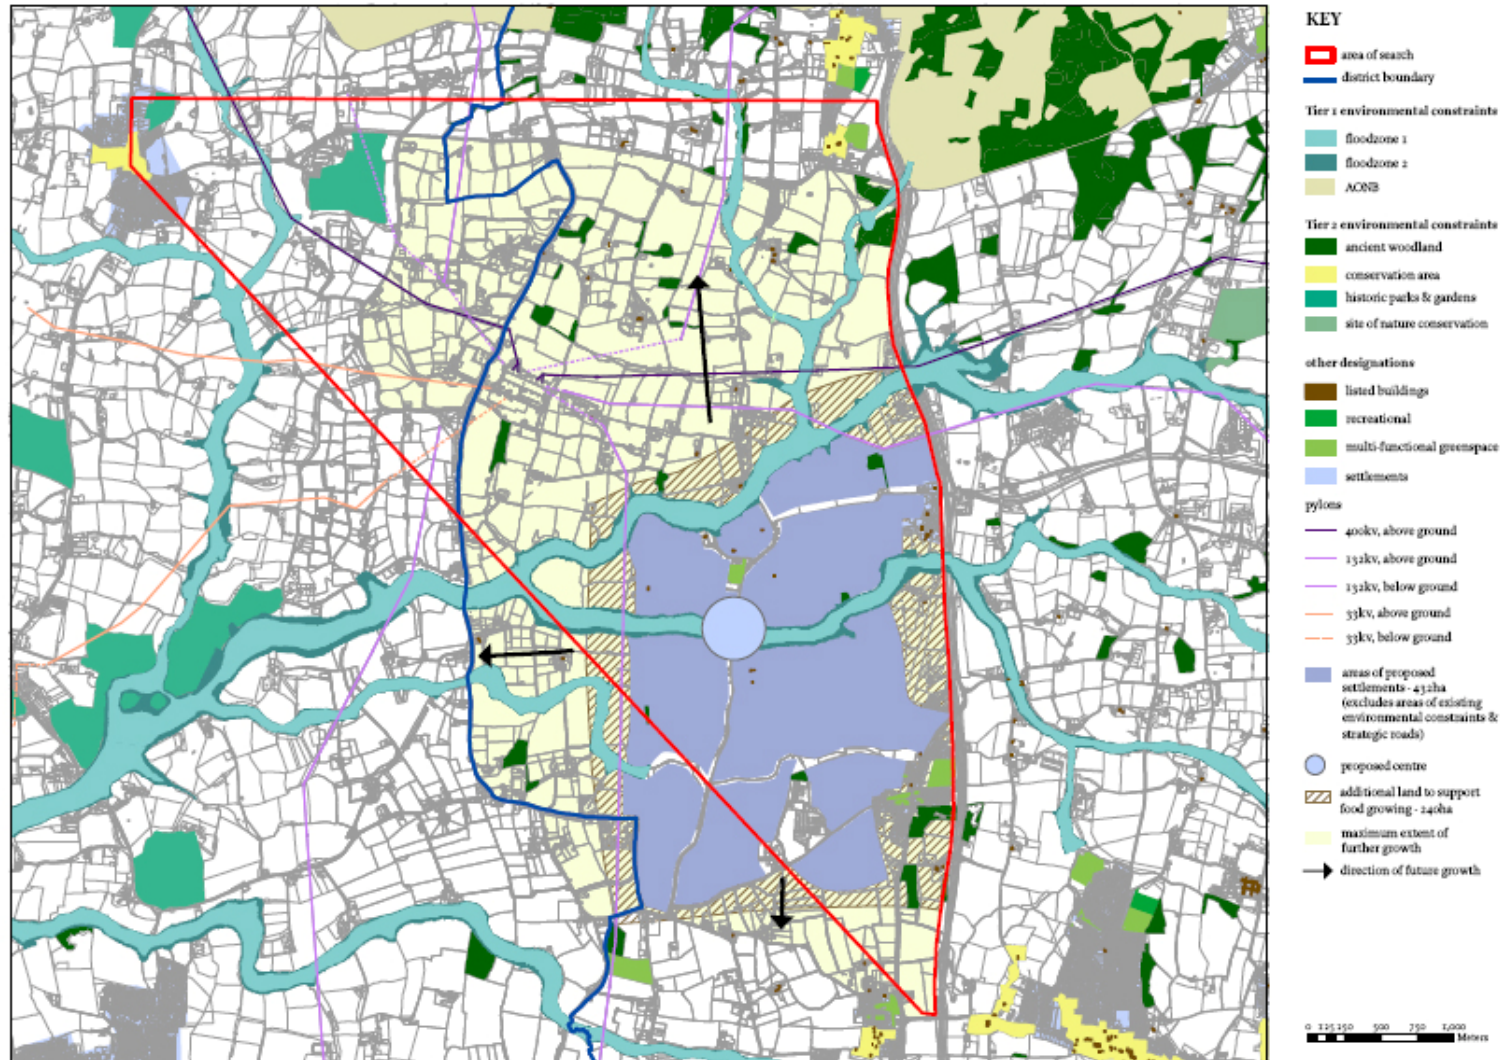 KEY
area of search
district boundary
Tier 1 environmental constraints
floodzone 1
floodzone 2
AONB
Tier 2 environmental constraints
ancient woodland
conservation area
historic parks & gardens
site of nature conservation
other designations
listed buildings
recreational
multi-functional greenspace
settlements
pylons
400kv, above ground
132kv, above ground
132kv, below ground
33kv, above ground
33kv, below ground
areas of proposed
settlements - 432ha
(excludes areas of existing
environmental constraints &
strategic roads)
proposed centre
additional land to support
food growing - 240ha
maximum extent of
further growth
direction of future growth
0 125 250 500 750 1,000
Meters